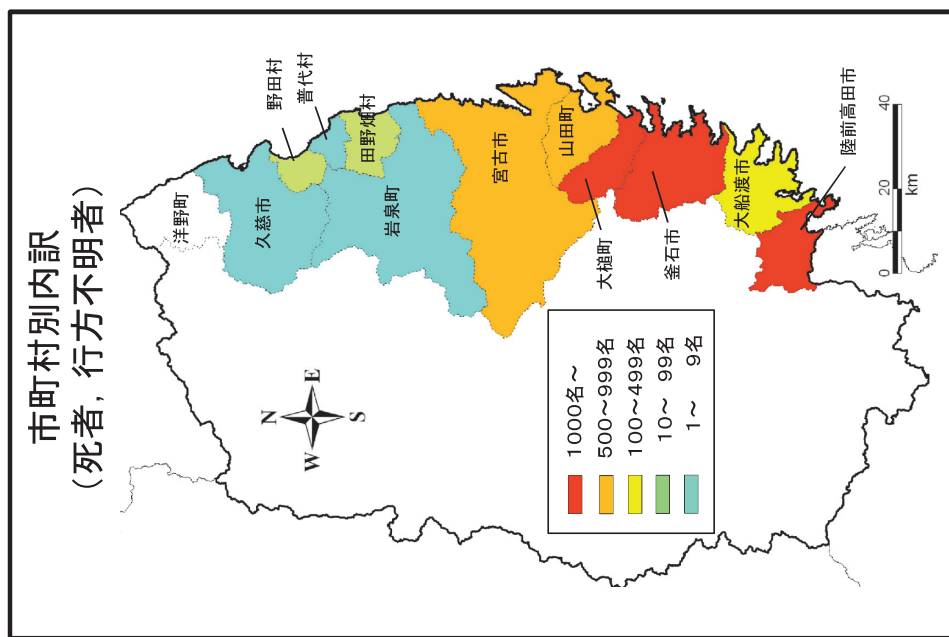 市町村別内訳
(死者，行方不明者)
洋野町
久慈市
野田村
普代村
田野畑村
岩泉町
宮古市
山田町
大槌町
釜石市
大船渡市
陸前高田市
N
W E
S
1000名～
500～999名
100～499名
10～ 99名
1～ 9名
0 20 40
km